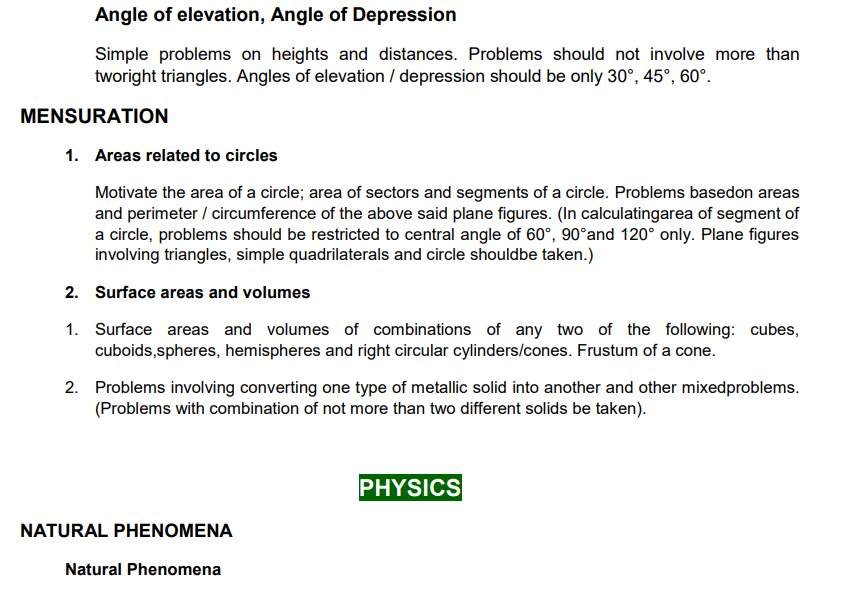 Angle of elevation, Angle of Depression
Simple problems on heights and distances. Problems should not involve more than
tworight triangles. Angles of elevation / depression should be only 30°, 45°, 60°.
MENSURATION
1. Areas related to circles
Motivate the area of a circle; area of sectors and segments of a circle. Problems basedon areas
and perimeter / circumference of the above said plane figures. (In calculatingarea of segment of
a circle, problems should be restricted to central angle of 60°, 90°and 120° only. Plane figures
involving triangles, simple quadrilaterals and circle shouldbe taken.)
2. Surface areas and volumes
1. Surface areas and volumes of combinations of any two of the following: cubes,
cuboids,spheres, hemispheres and right circular cylinders/cones. Frustum of a cone.
2. Problems involving converting one type of metallic solid into another and other mixedproblems.
(Problems with combination of not more than two different solids be taken).
PHYSICS
NATURAL PHENOMENA
Natural Phenomena